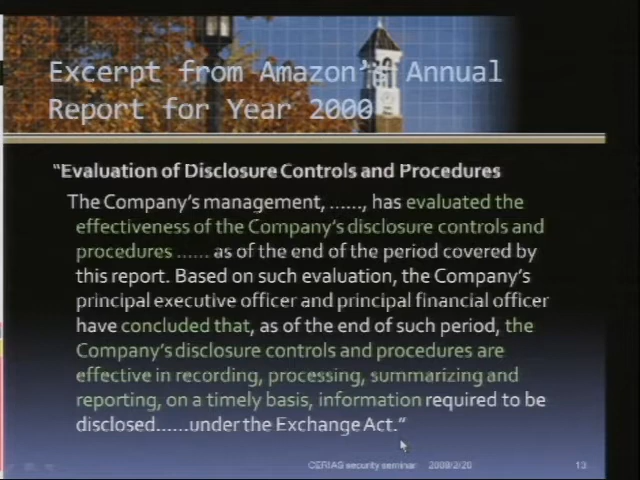 Excerpt from Amazon's Annual
Report for Year 2000
"Evaluation of Disclosure Controls and Procedures
The Company's management, ……, has evaluated the
effectiveness of the Company's disclosure controls and
procedures …… as of the end of the period covered by
this report. Based on such evaluation, the Company's
principal executive officer and principal financial officer
have concluded that, as of the end of such period, the
Company's disclosure controls and procedures are
effective in recording, processing, summarizing and
reporting, on a timely basis, information required to be
disclosed……under the Exchange Act."
CERIAS security seminar 2009/2/20 13